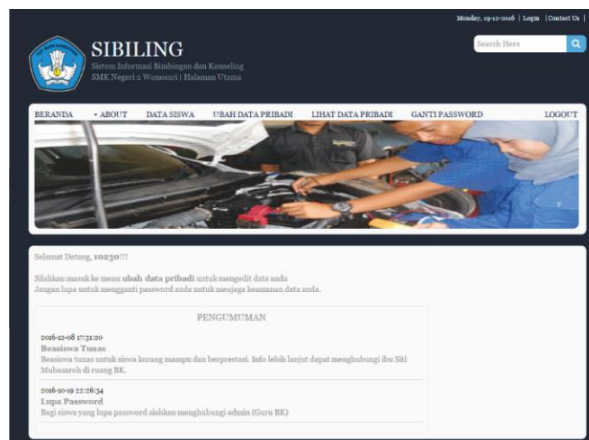 Monday, 19-12-2016 | Login | Contact Us |
Search Here
SIBILING
Sistem Informasi Bimbingan dan Konseling
SMK Negeri 2 Wonosari | Halaman Utama
BERANDA ABOUT DATA SISWA UBAH DATA PRIBADI LIHAT DATA PRIBADI GANTI PASSWORD LOGOUT
Selamat Datang, 10230!!!
Silahkan masuk ke menu ubah data pribadi untuk mengedit data anda
Jangan lupa untuk mengganti password anda untuk menjaga keamanan data anda.
PENGUMUMAN
2016-12-08 17:31:20
Beasiswa Tunas
Beasiswa tunas untuk siswa kurang mampu dan berprestasi. Info lebih lanjut dapat menghubungi ibu Siti
Mubasaroh di ruang BK.
2016-10-19 22:26:54
Lupa Password
Bagi siswa yang lupa password siahkan menghubungi admin (Guru BK)